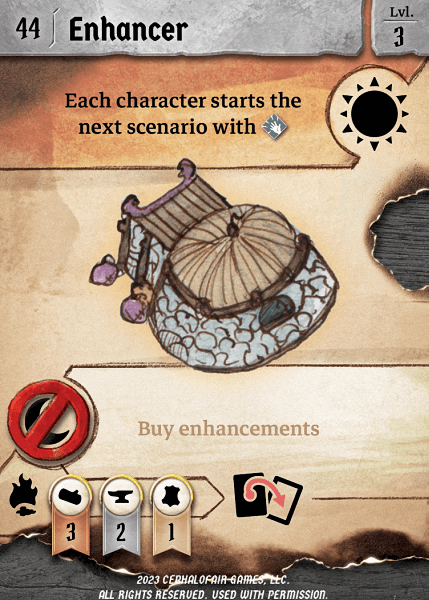 44 Enhancer
Lvl.
3
Each character starts the
next scenario with
Buy enhancements
3 2 1
2023 CEPHALOFAIR GAMES, LLC.
ALL RIGHTS RESERVED. USED WITH PERMISSION.